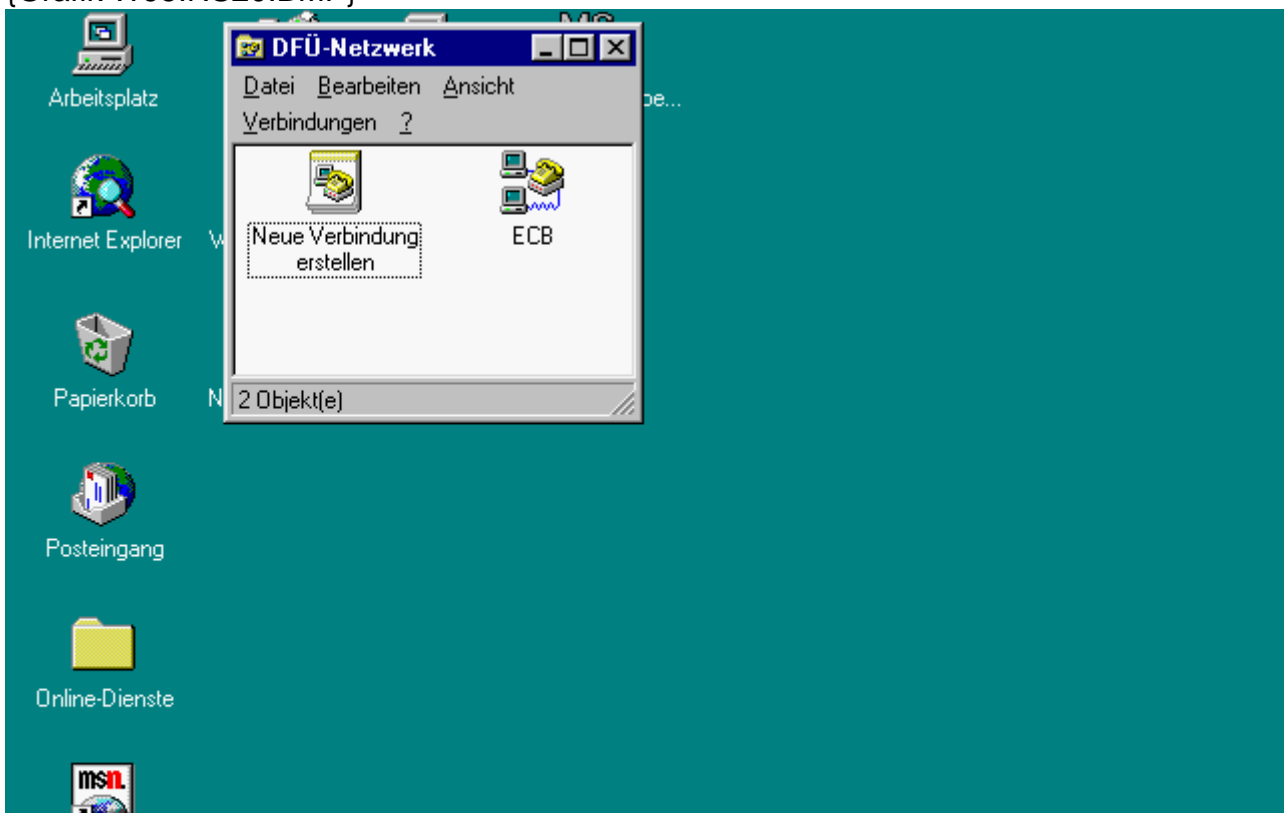 DFÜ-Netzwerk
Datei Bearbeiten Ansicht
Verbindungen ?
Neue Verbindung
erstellen
ECB
2 Objekt(e)
Arbeitsplatz
Internet Explorer
Papierkorb
Posteingang
Online-Dienste
msn.